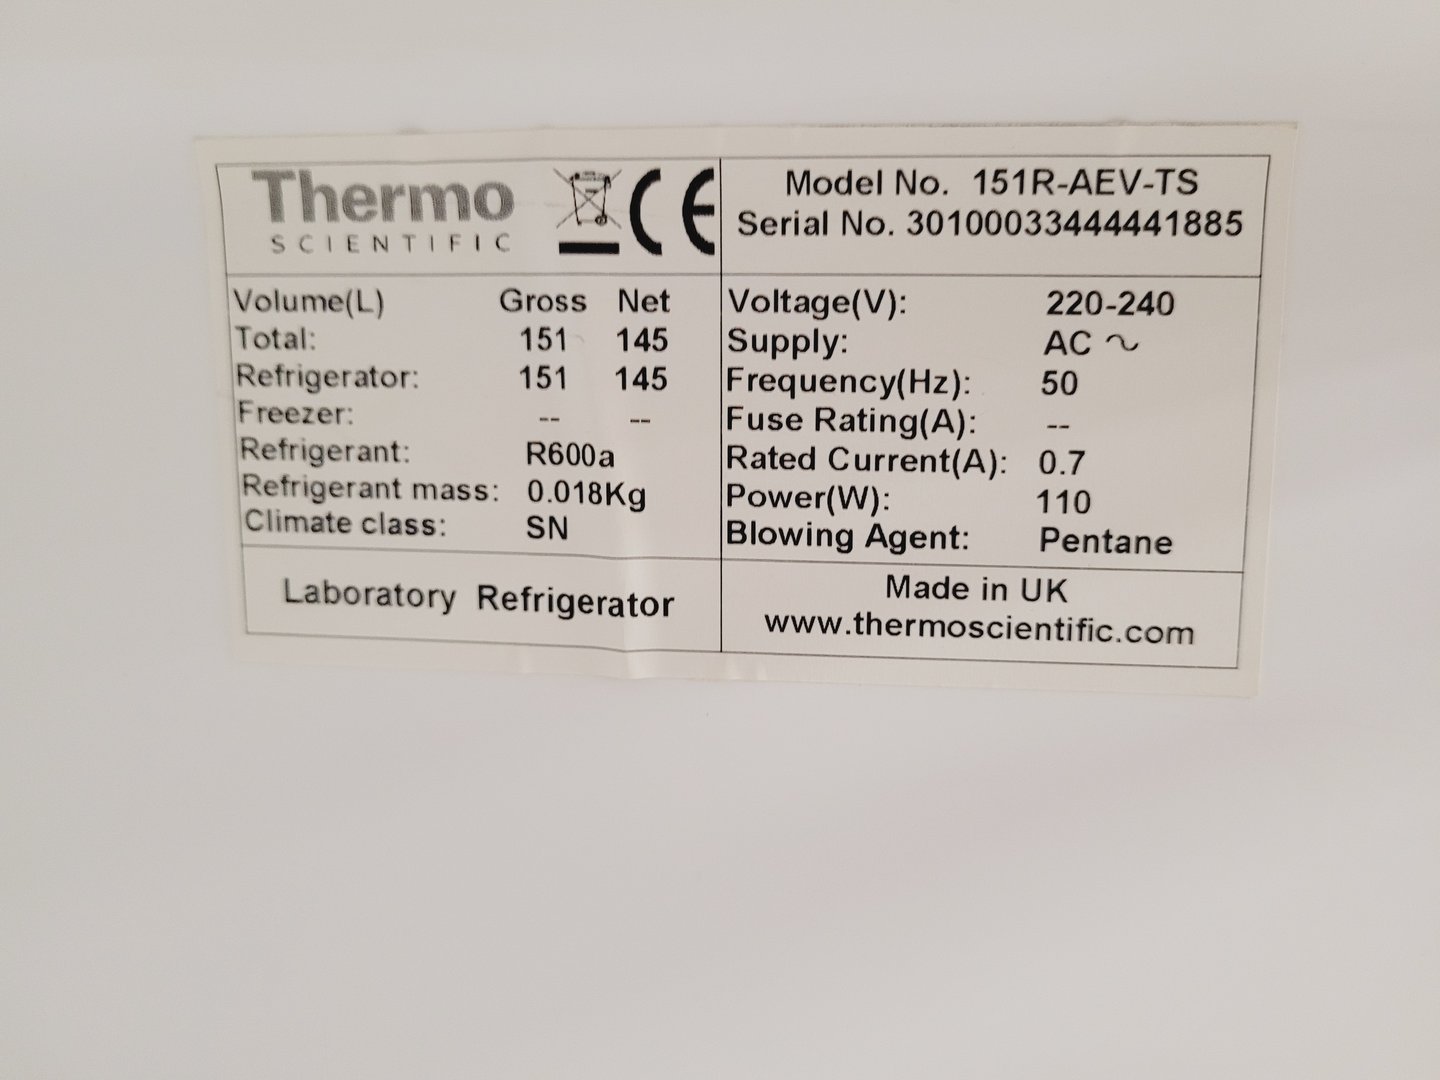 Thermo
SCIENTIFIC
CE
Model No. 151R-AEV-TS
Serial No. 30100033444441885
Volume(L) Gross Net
Total: 151 145
Refrigerator: 151 145
Freezer: -- --
Refrigerant: R600a
Refrigerant mass: 0.018Kg
Climate class: SN
Voltage(V): 220-240
Supply: AC ~
Frequency(Hz): 50
Fuse Rating(A): --
Rated Current(A): 0.7
Power(W): 110
Blowing Agent: Pentane
Laboratory Refrigerator
Made in UK
www.thermoscientific.com